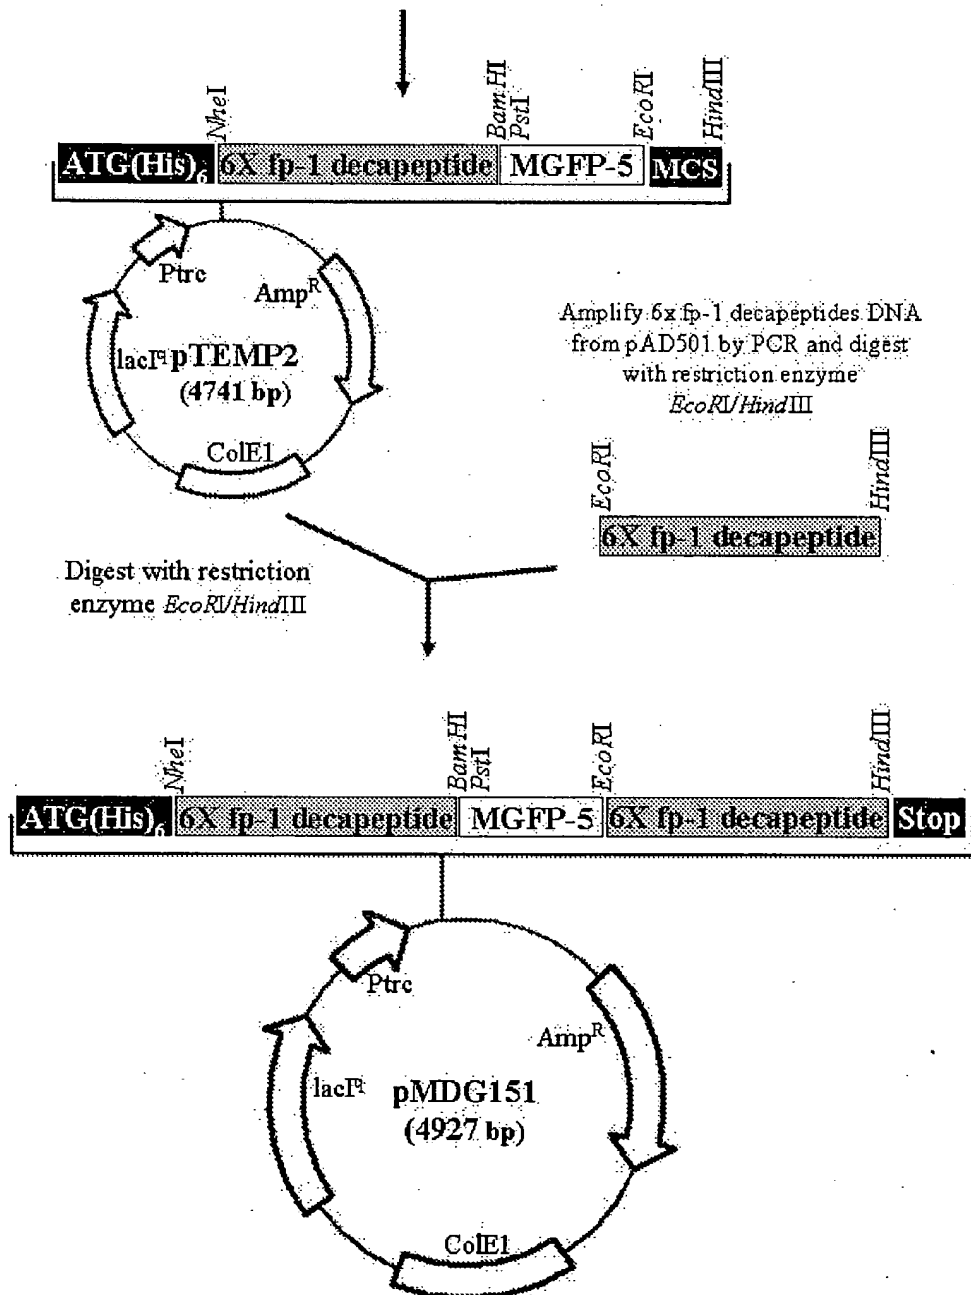 NheI
BamHI
PstI
EcoRI
HindIII
ATG(His)6 6X fp-1 decapeptide MGFP-5 MCS
Ptrc
AmpR
lacIq
pTEMP2
(4741 bp)
ColE1
Amplify 6x fp-1 decapeptides DNA
from pAD501 by PCR and digest
with restriction enzyme
EcoRI/HindIII
EcoRI
HindIII
6X fp-1 decapeptide
Digest with restriction
enzyme EcoRI/HindIII
NheI
BamHI
PstI
EcoRI
HindIII
ATG(His)6 6X fp-1 decapeptide MGFP-5 6X fp-1 decapeptide Stop
Ptrc
AmpR
lacIq
pMDG151
(4927 bp)
ColE1